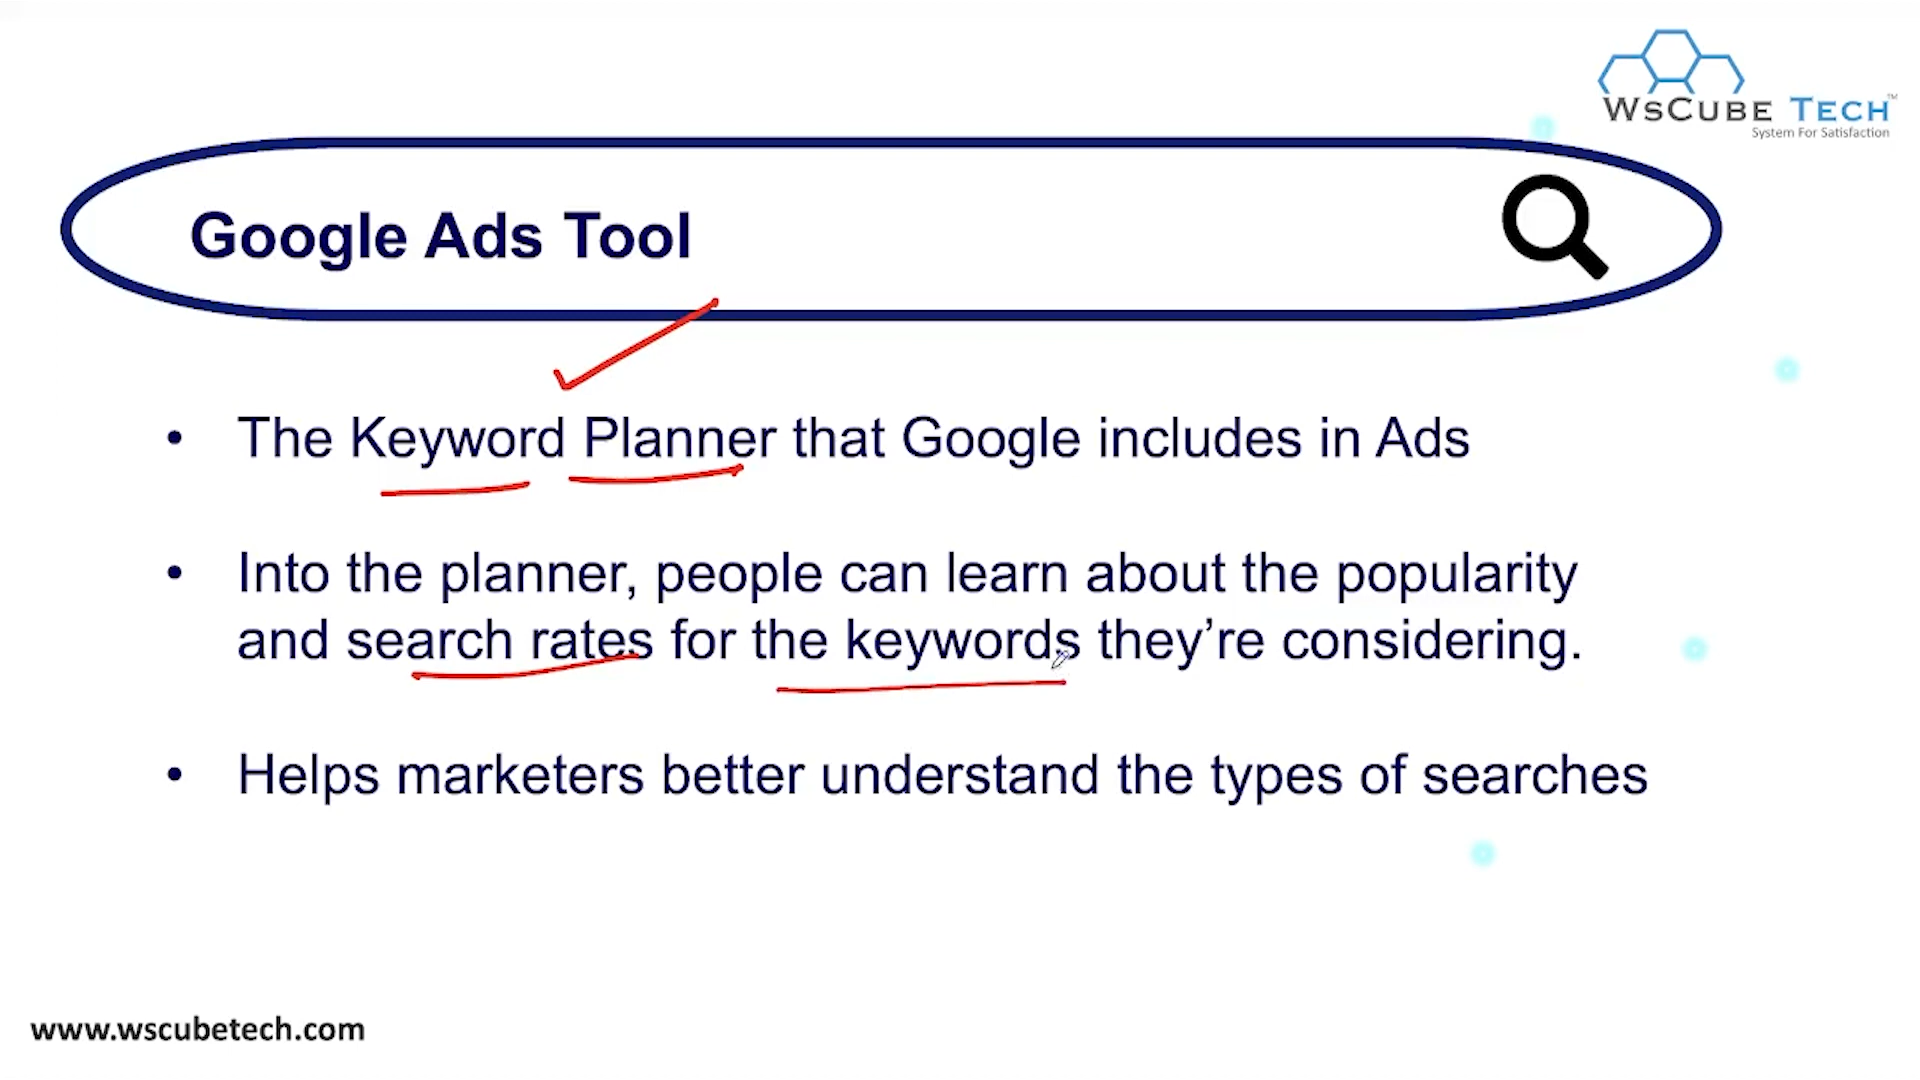 WSCUBE TECH™
System For Satisfaction
Google Ads Tool
• The Keyword Planner that Google includes in Ads
• Into the planner, people can learn about the popularity
and search rates for the keywords they’re considering.
• Helps marketers better understand the types of searches
www.wscubetech.com